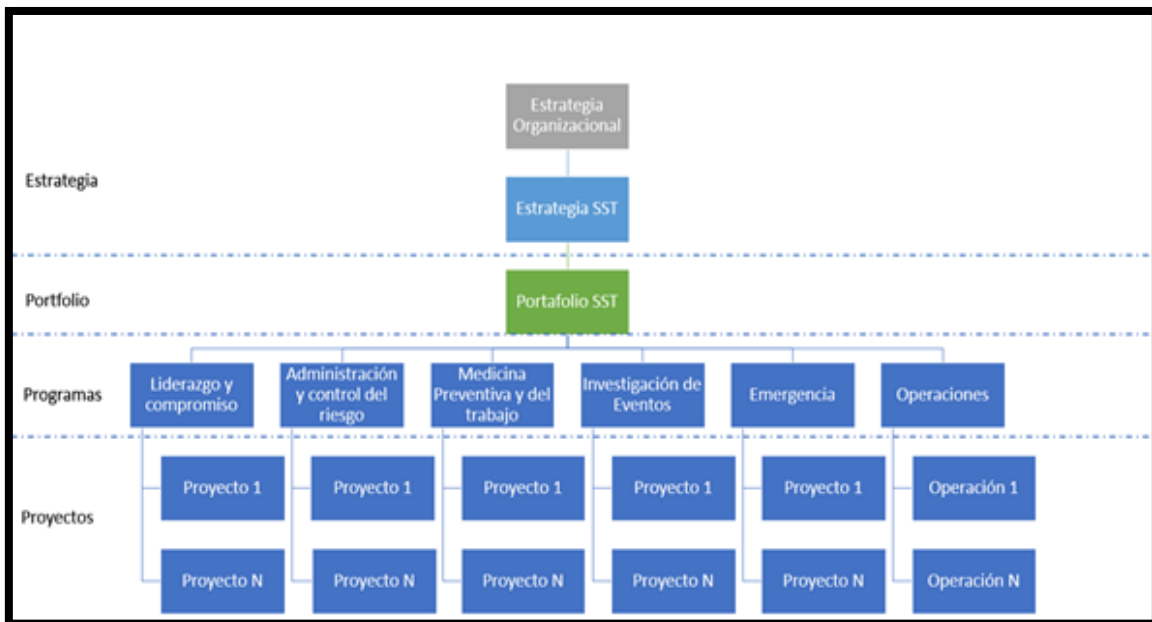 Estrategia
Organizacional
Estrategia
Estrategia SST
Portfolio
Portafolio SST
Programas
Liderazgo y
compromiso
Administración
y control del
riesgo
Medicina
Preventiva y del
trabajo
Investigación de
Eventos
Emergencia
Operaciones
Proyectos
Proyecto 1
Proyecto 1
Proyecto 1
Proyecto 1
Proyecto 1
Operación 1
Proyecto N
Proyecto N
Proyecto N
Proyecto N
Proyecto N
Operación N